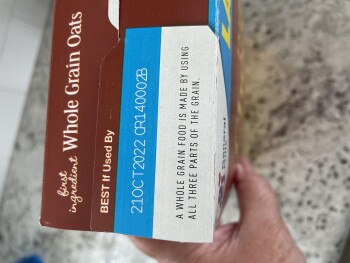 first
ingredient Whole Grain Oats
BEST If Used By
21OCT2022 CR140002B
A WHOLE GRAIN FOOD IS MADE BY USING
ALL THREE PARTS OF THE GRAIN.